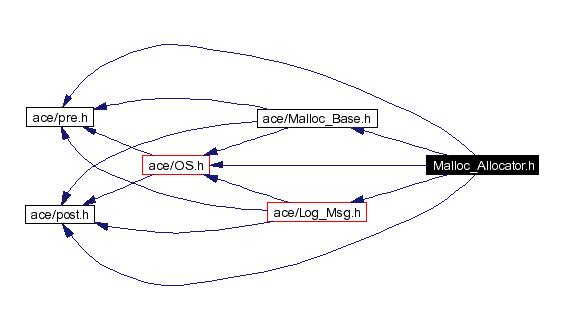 ace/pre.h
ace/Malloc_Base.h
ace/OS.h
Malloc_Allocator.h
ace/post.h
ace/Log_Msg.h